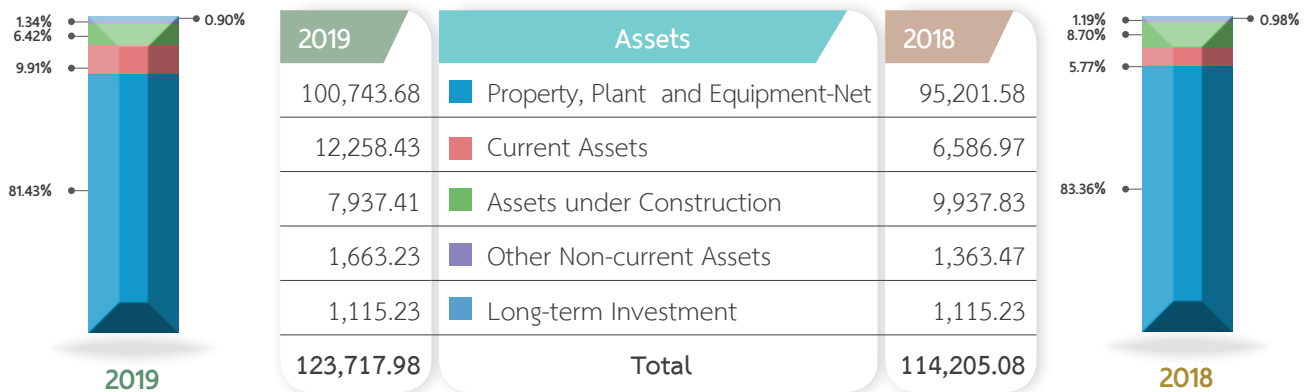 1.34%
0.90%
6.42%
9.91%
81.43%
2019
2019 Assets 2018
100,743.68 Property, Plant and Equipment-Net 95,201.58
12,258.43 Current Assets 6,586.97
7,937.41 Assets under Construction 9,937.83
1,663.23 Other Non-current Assets 1,363.47
1,115.23 Long-term Investment 1,115.23
123,717.98 Total 114,205.08
1.19%
0.98%
8.70%
5.77%
83.36%
2018